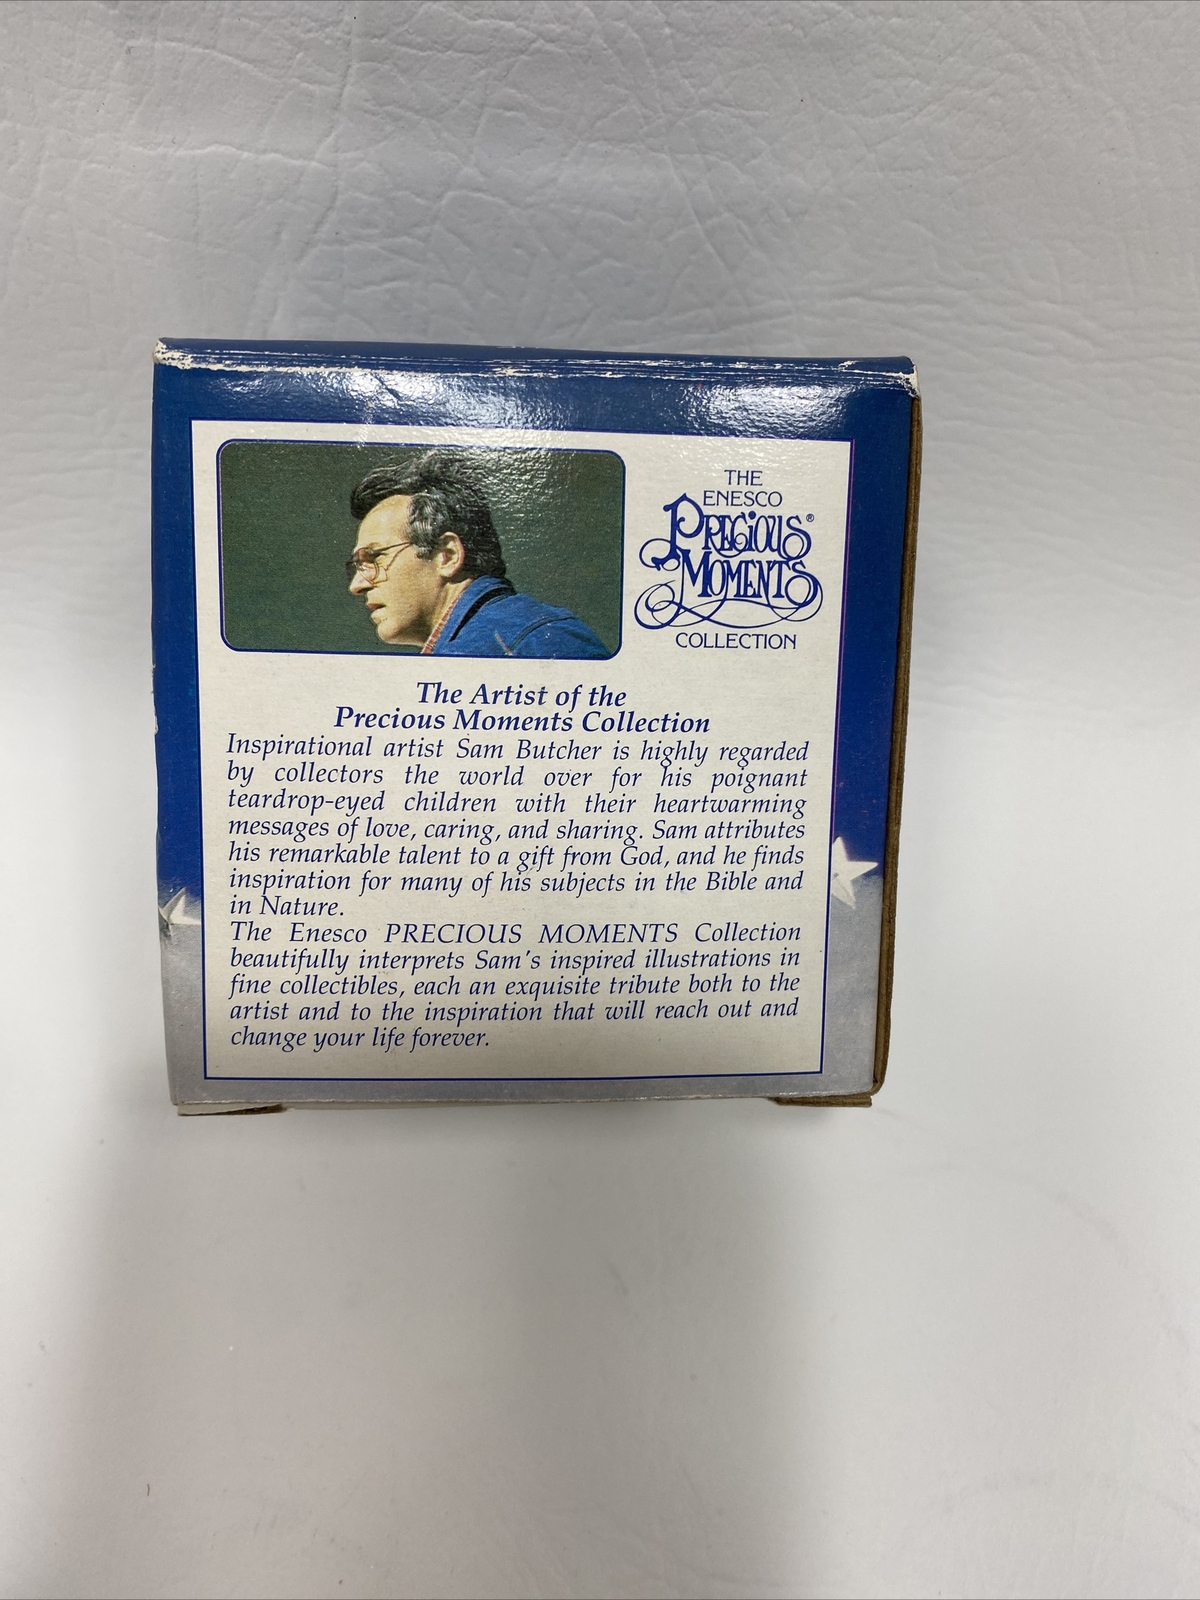 THE
ENESCO
PRECIOUS®
MOMENTS
COLLECTION
The Artist of the
Precious Moments Collection
Inspirational artist Sam Butcher is highly regarded
by collectors the world over for his poignant
teardrop-eyed children with their heartwarming
messages of love, caring, and sharing. Sam attributes
his remarkable talent to a gift from God, and he finds
inspiration for many of his subjects in the Bible and
in Nature.
The Enesco PRECIOUS MOMENTS Collection
beautifully interprets Sam's inspired illustrations in
fine collectibles, each an exquisite tribute both to the
artist and to the inspiration that will reach out and
change your life forever.